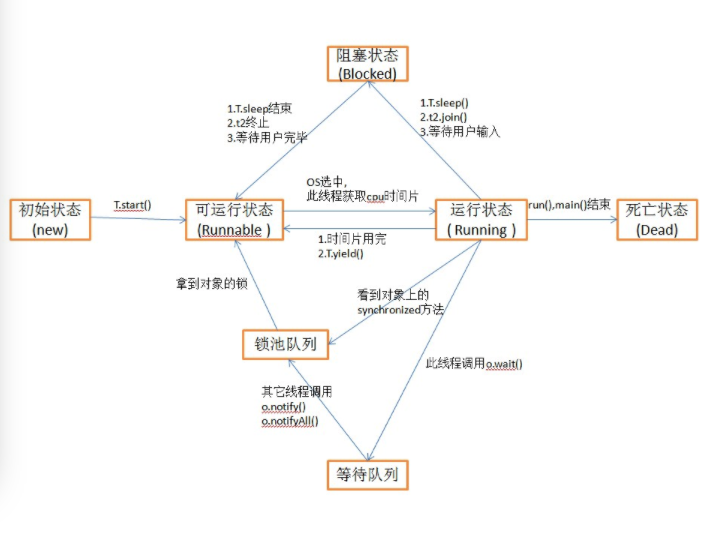 阻塞状态
(Blocked)
1.T.sleep结束
2.t2终止
3.等待用户完毕
1.T.sleep()
2.t2.join()
3.等待用户输入
OS选中,
此线程获取cpu时间片
初始状态
(new)
T.start()
可运行状态
(Runnable )
运行状态
( Running )
run(),main()结束
死亡状态
(Dead)
1.时间片用完
2.T.yield()
拿到对象的锁
看到对象上的
synchronized方法
锁池队列
此线程调用o.wait()
其它线程调用
o.notify()
o.notifyAll()
等待队列